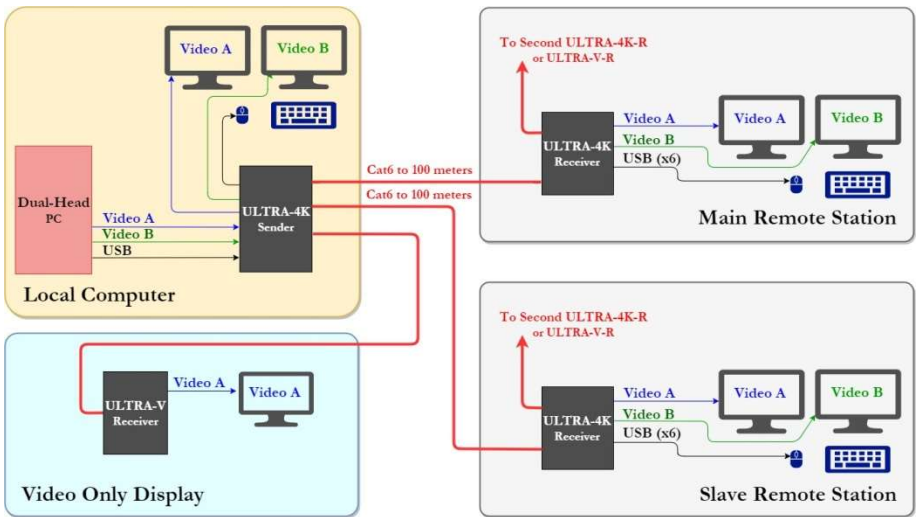 Video A
Video B
Dual-Head
PC
Video A
Video B
USB
ULTRA-4K
Sender
Local Computer
Cat6 to 100 meters
Cat6 to 100 meters
To Second ULTRA-4K-R
or ULTRA-V-R
ULTRA-4K
Receiver
Video A
Video B
USB (x6)
Video A
Video B
Main Remote Station
ULTRA-V
Receiver
Video A
Video A
Video Only Display
To Second ULTRA-4K-R
or ULTRA-V-R
ULTRA-4K
Receiver
Video A
Video B
USB (x6)
Video A
Video B
Slave Remote Station